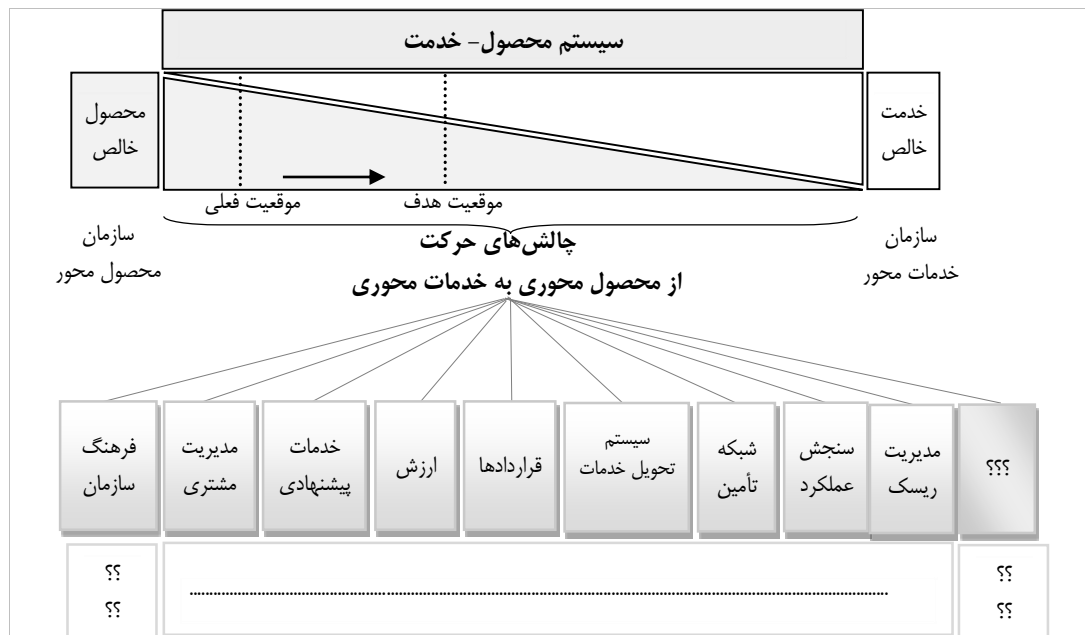 سیستم محصول- خدمت
محصول
خالص
خدمت
خالص
موقعیت فعلی
موقعیت هدف
سازمان
محصول محور
چالش‌های حرکت
از محصول محوری به خدمات محوری
سازمان
خدمات محور
فرهنگ
سازمان
مدیریت
مشتری
خدمات
پیشنهادی
ارزش
قراردادها
سیستم
تحویل خدمات
شبکه
تأمین
سنجش
عملکرد
مدیریت
ریسک
؟؟؟
؟؟
؟؟
................................................................................
؟؟
؟؟